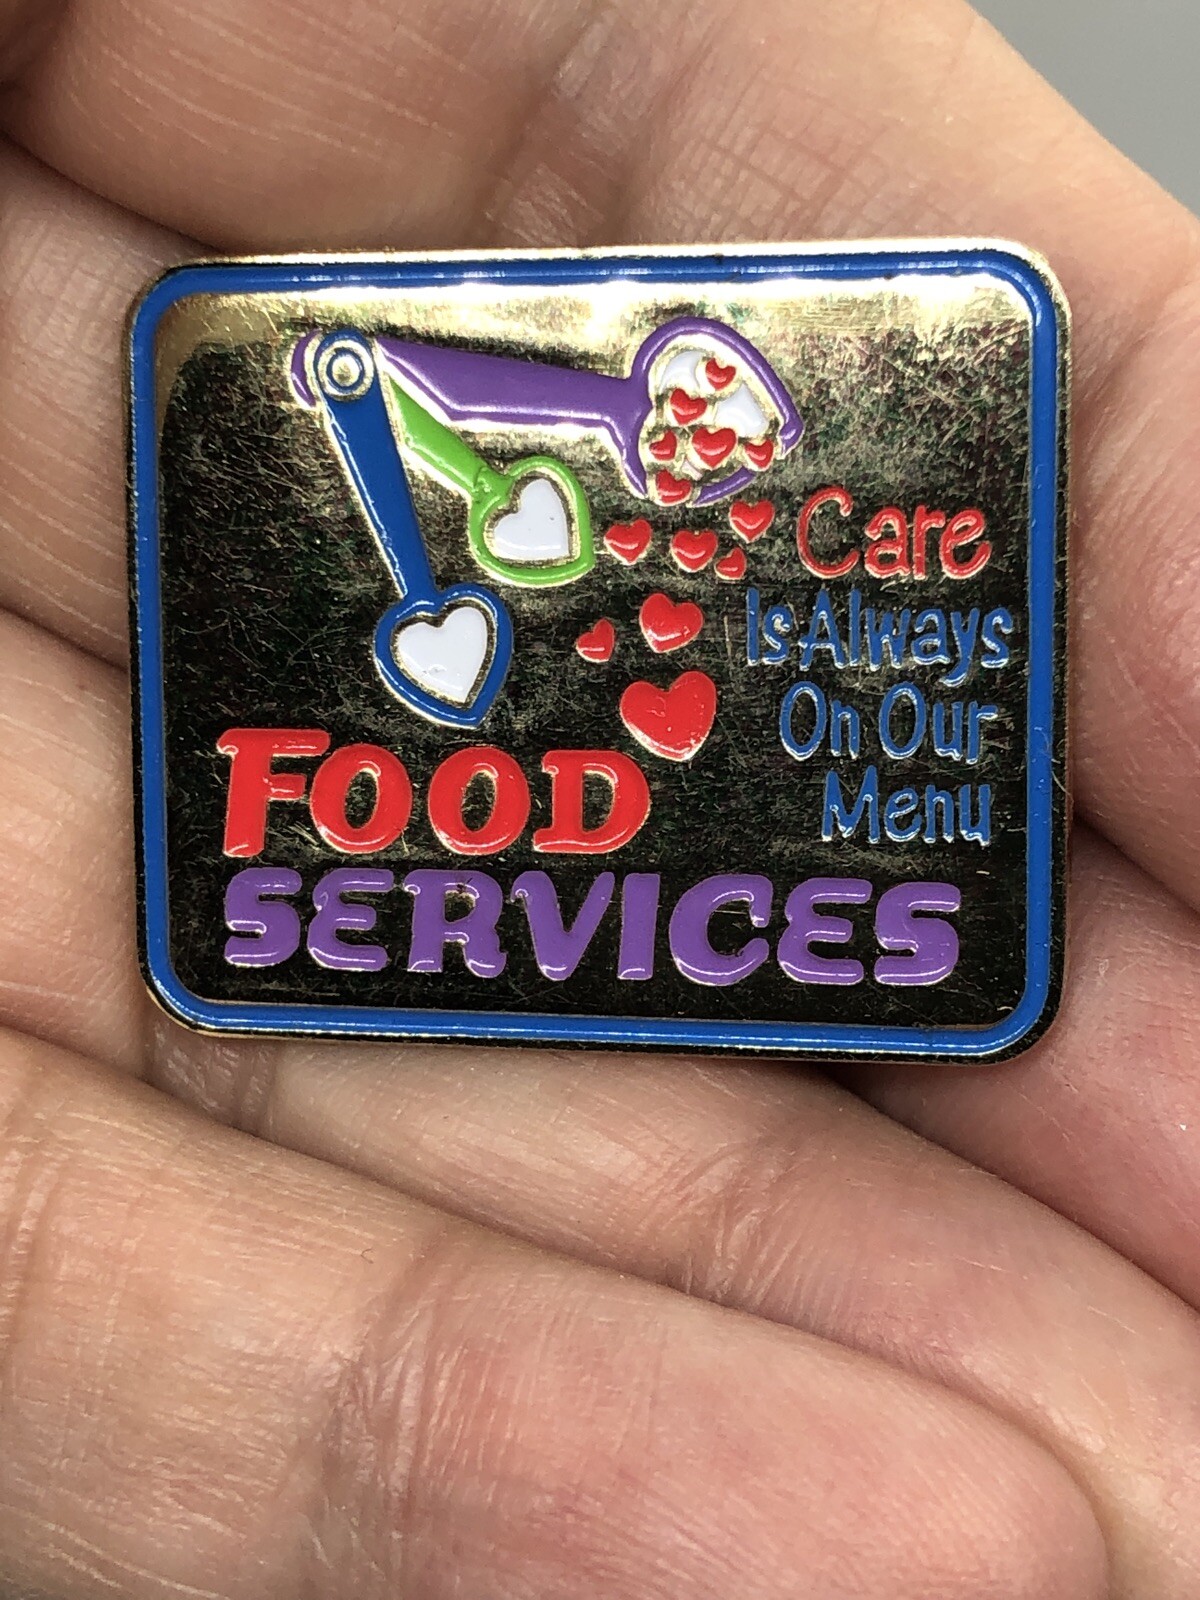 Care
Is Always
On Our
Menu
FOOD
SERVICES